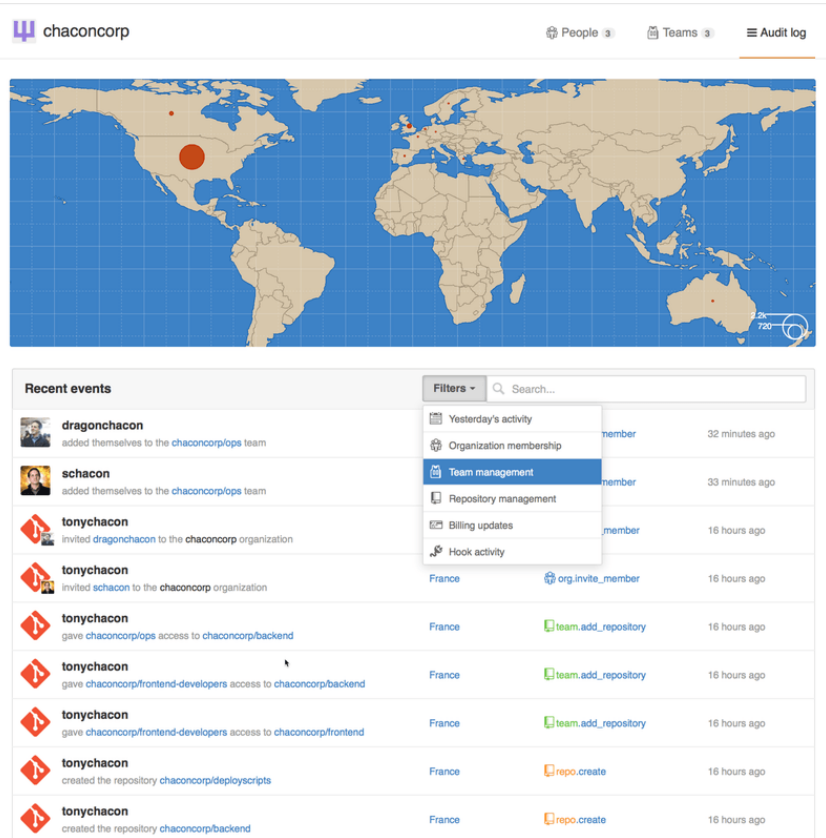 chaconcorp
People 3
Teams 3
Audit log
2.2k
720
Recent events
Filters
Search...
Yesterday's activity
Organization membership
Team management
Repository management
Billing updates
Hook activity
dragonchacon
added themselves to the chaconcorp/ops team
member
32 minutes ago
schacon
added themselves to the chaconcorp/ops team
member
33 minutes ago
tonychacon
invited dragonchacon to the chaconcorp organization
_member
16 hours ago
tonychacon
invited schacon to the chaconcorp organization
France
org.invite_member
16 hours ago
tonychacon
gave chaconcorp/ops access to chaconcorp/backend
France
team.add_repository
16 hours ago
tonychacon
gave chaconcorp/frontend-developers access to chaconcorp/backend
France
team.add_repository
16 hours ago
tonychacon
gave chaconcorp/frontend-developers access to chaconcorp/frontend
France
team.add_repository
16 hours ago
tonychacon
created the repository chaconcorp/deployscripts
France
repo.create
16 hours ago
tonychacon
created the repository chaconcorp/backend
France
repo.create
16 hours ago